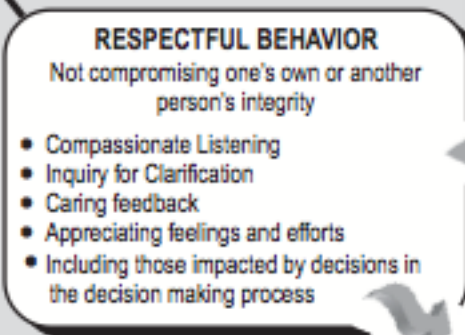 RESPECTFUL BEHAVIOR
Not compromising one's own or another
person's integrity
• Compassionate Listening
• Inquiry for Clarification
• Caring feedback
• Appreciating feelings and efforts
• Including those impacted by decisions in
the decision making process